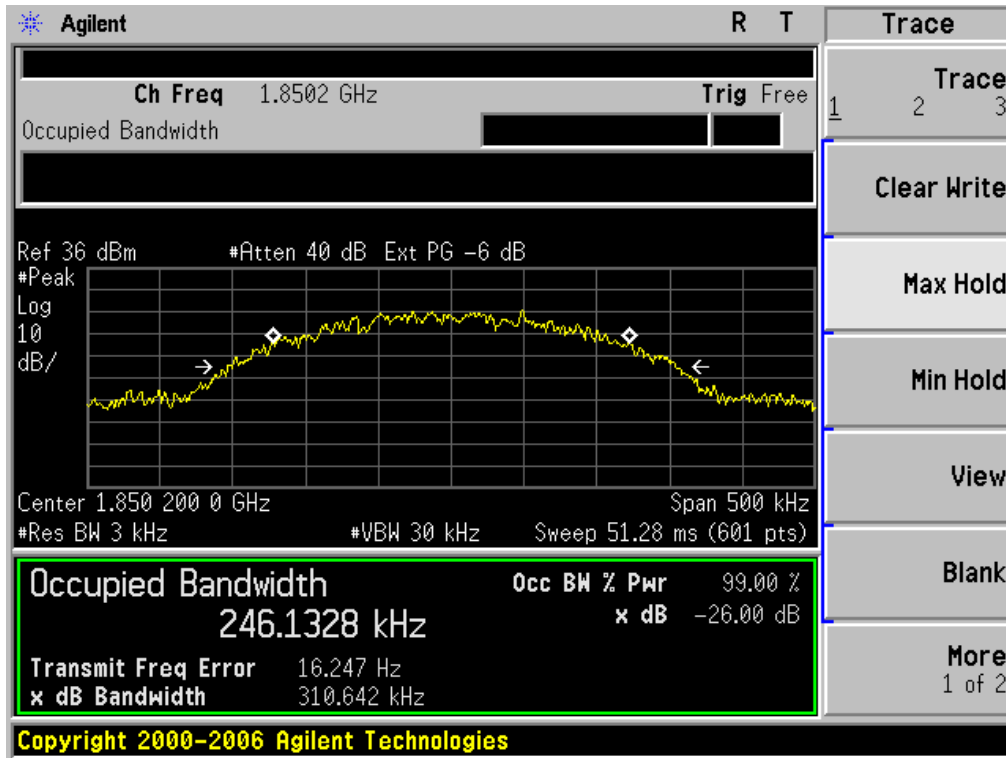 Agilent R T Trace
Ch Freq 1.8502 GHz Trig Free
Occupied Bandwidth
Trace
1 2 3
Clear Write
Max Hold
Min Hold
View
Blank
More
1 of 2
Ref 36 dBm #Atten 40 dB Ext PG -6 dB
#Peak
Log
10
dB/
Center 1.850 200 0 GHz Span 500 kHz
#Res BW 3 kHz #VBW 30 kHz Sweep 51.28 ms (601 pts)
Occupied Bandwidth Occ BW % Pwr 99.00 %
246.1328 kHz x dB -26.00 dB
Transmit Freq Error 16.247 Hz
x dB Bandwidth 310.642 kHz
Copyright 2000-2006 Agilent Technologies